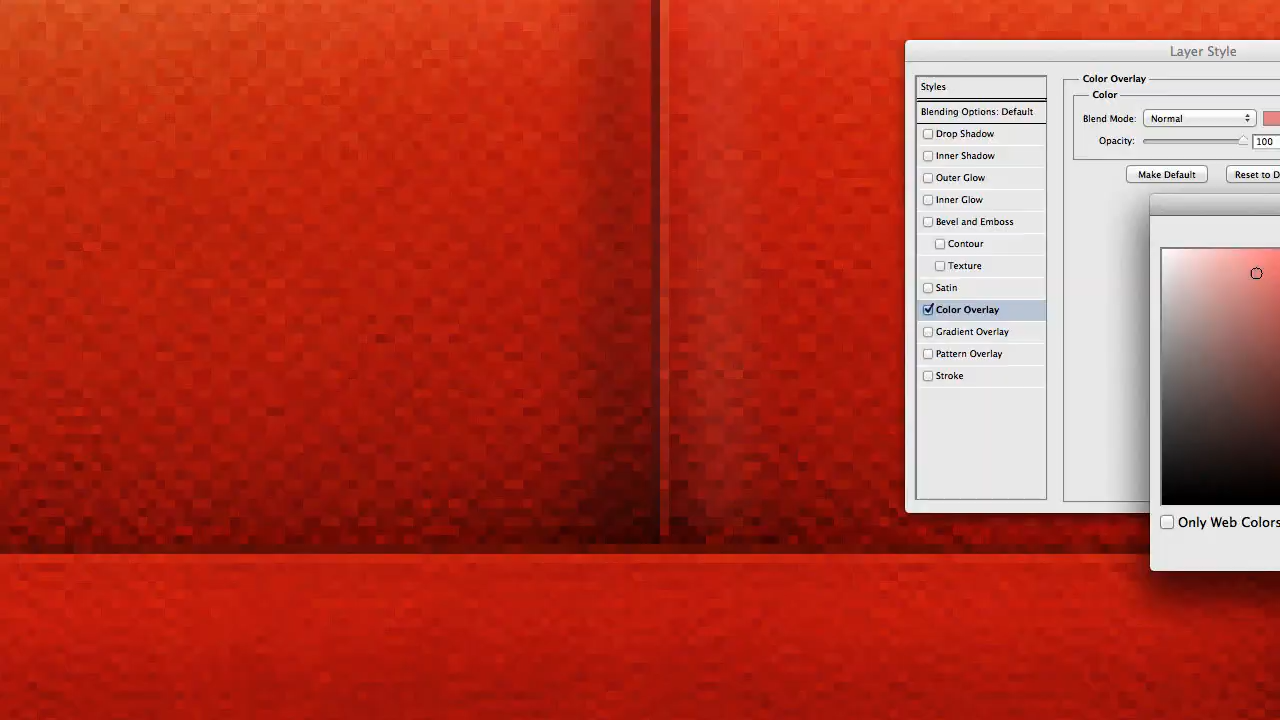 Layer Style
Styles
Blending Options: Default
Drop Shadow
Inner Shadow
Outer Glow
Inner Glow
Bevel and Emboss
Contour
Texture
Satin
Color Overlay
Gradient Overlay
Pattern Overlay
Stroke
Color Overlay
Color
Blend Mode: Normal
Opacity: 100
Make Default Reset to D
Only Web Colors